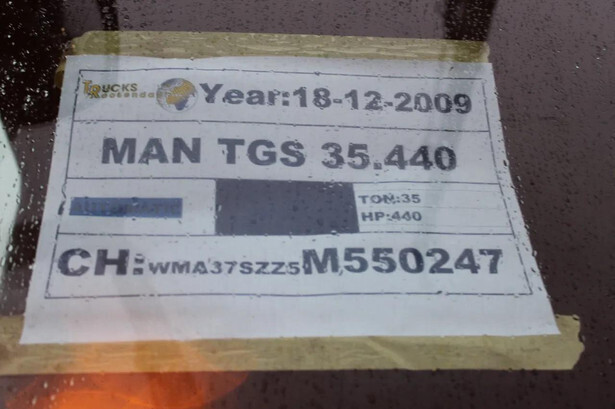 TRUCKS Year:18-12-2009
MAN TGS 35.440
TON:35
HP:440
CH:WMA37SZZ5M550247